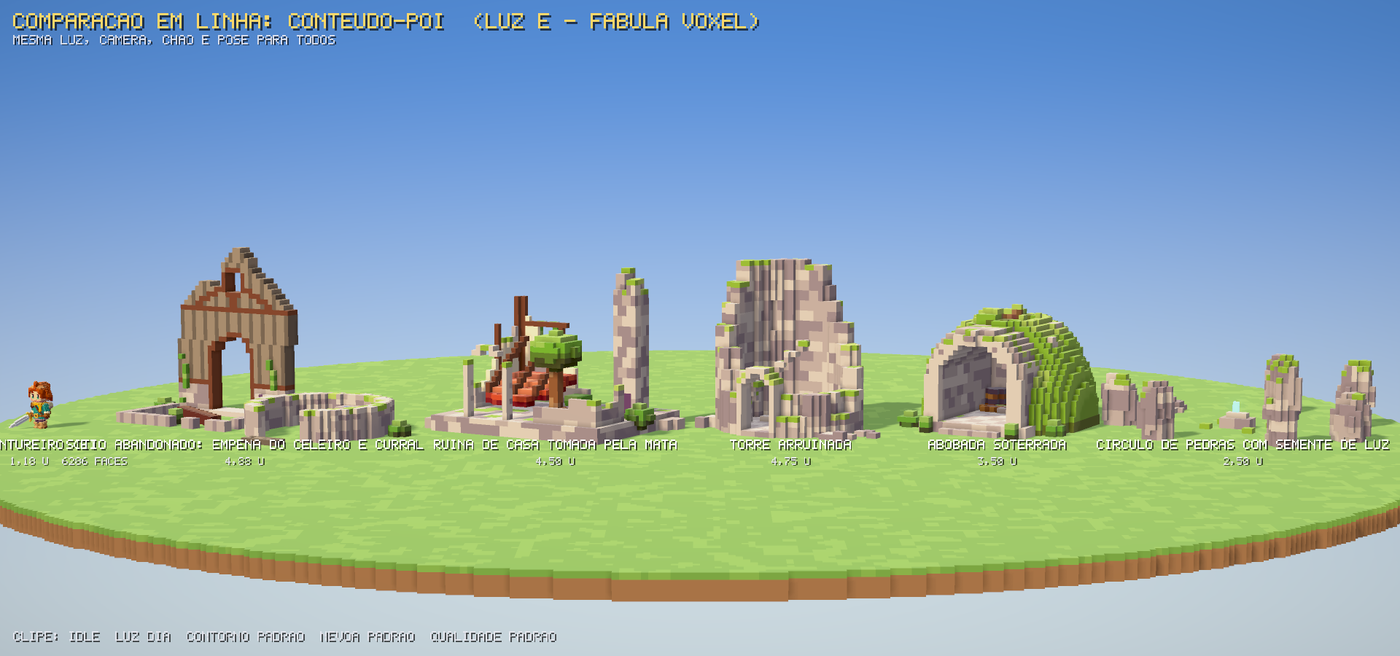 COMPARACAO EM LINHA: CONTEUDO-POI (LUZ E - FABULA VOXEL)
MESMA LUZ, CAMERA, CHAO E POSE PARA TODOS
ABANDONADO: EMPENA DO CELEIRO E CURRAL
RUINA DE CASA TOMADA PELA MATA
TORRE ARRUINADA
ABOBADA SOTERRADA
CIRCULO DE PEDRAS COM SEMENTE DE LUZ
1.18 U 6286 FACES
4.88 U
4.50 U
4.75 U
3.50 U
2.50 U
CLIPE: IDLE LUZ DIA CONTORNO PADRAO NEVOA PADRAO QUALIDADE PADRAO